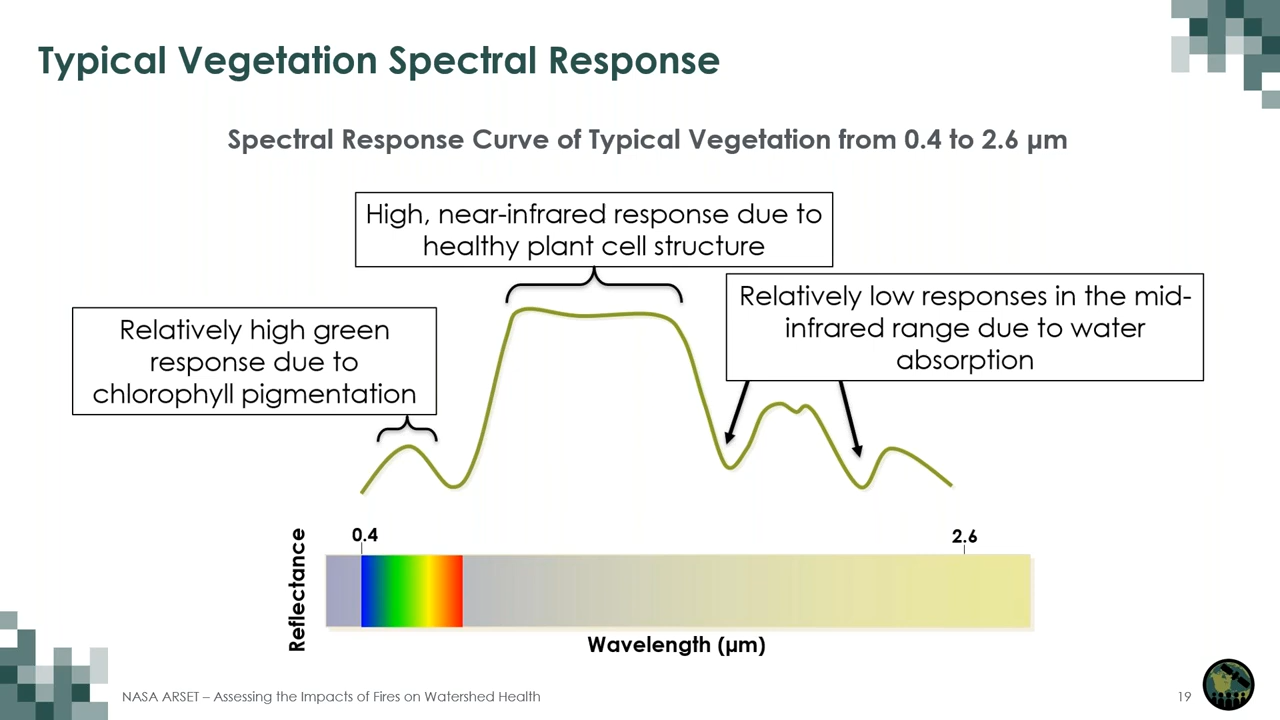 Typical Vegetation Spectral Response
Spectral Response Curve of Typical Vegetation from 0.4 to 2.6 µm
High, near-infrared response due to
healthy plant cell structure
Relatively low responses in the mid-
infrared range due to water
absorption
Relatively high green
response due to
chlorophyll pigmentation
Reflectance
0.4
2.6
Wavelength (µm)
NASA ARSET – Assessing the Impacts of Fires on Watershed Health
19